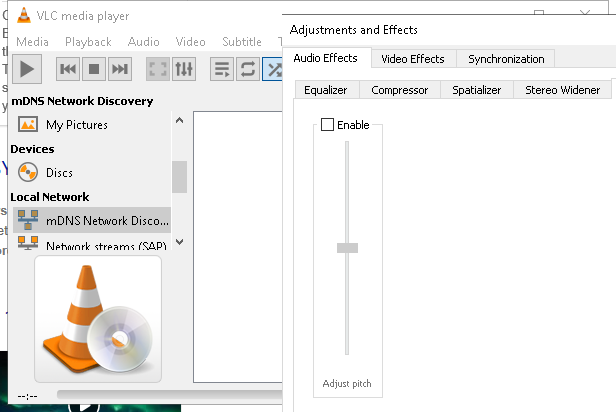 VLC media player
Media Playback Audio Video Subtitle
mDNS Network Discovery
My Pictures
Devices
Discs
Local Network
mDNS Network Disco...
Network streams (SAP)
--:--
Adjustments and Effects
Audio Effects Video Effects Synchronization
Equalizer Compressor Spatializer Stereo Widener
Enable
Adjust pitch